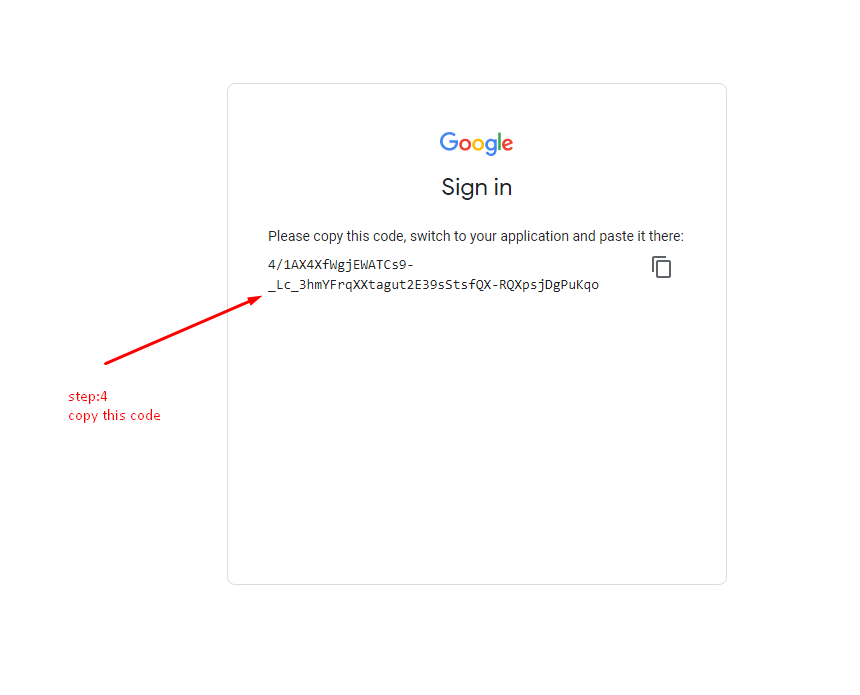 Google
Sign in
Please copy this code, switch to your application and paste it there:
4/1AX4XfWgjEWATCs9-
_Lc_3hmYFrqXXtagut2E39sStsfQX-RQXpsjDgPuKqo
step:4
copy this code